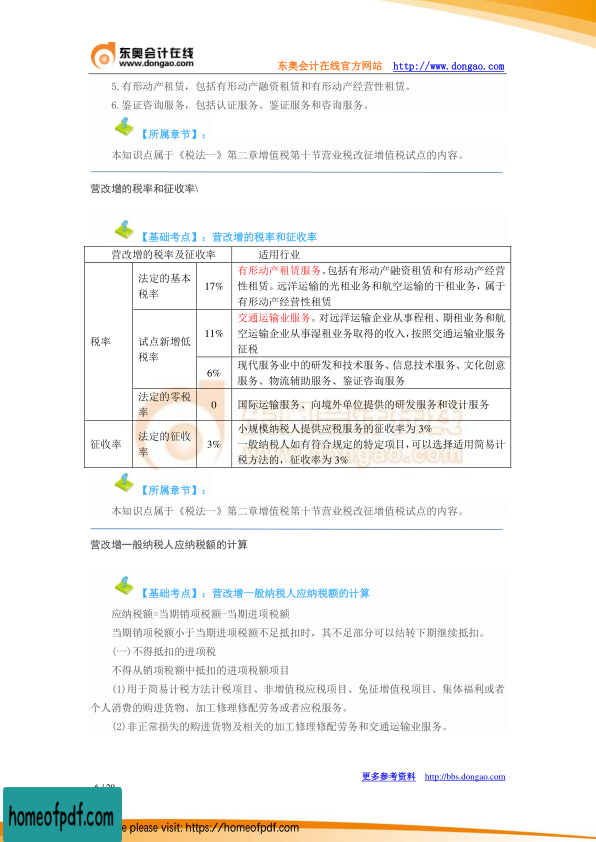 东奥会计在线
www.dongao.com
东奥会计在线官方网站 http://www.dongao.com
5.有形动产租赁，包括有形动产融资租赁和有形动产经营性租赁。
6.鉴证咨询服务，包括认证服务、鉴证服务和咨询服务。
【所属章节】：
本知识点属于《税法一》第二章增值税第十节营业税改征增值税试点的内容。
营改增的税率和征收率\
【基础考点】：营改增的税率和征收率
营改增的税率及征收率 适用行业
税率
法定的基本
税率
17%
有形动产租赁服务。包括有形动产融资租赁和有形动产经营
性租赁。远洋运输的光租业务和航空运输的干租业务，属于
有形动产经营性租赁
试点新增低
税率
11%
交通运输业服务。对远洋运输企业从事程租、期租业务和航
空运输企业从事湿租业务取得的收入，按照交通运输业服务
征税
6%
现代服务业中的研发和技术服务、信息技术服务、文化创意
服务、物流辅助服务、鉴证咨询服务
法定的零税
率
0
国际运输服务、向境外单位提供的研发服务和设计服务
征收率
法定的征收
率
3%
小规模纳税人提供应税服务的征收率为 3%
一般纳税人如有符合规定的特定项目，可以选择适用简易计
税方法的，征收率为 3%
【所属章节】：
本知识点属于《税法一》第二章增值税第十节营业税改征增值税试点的内容。
营改增一般纳税人应纳税额的计算
【基础考点】：营改增一般纳税人应纳税额的计算
应纳税额=当期销项税额-当期进项税额
当期销项税额小于当期进项税额不足抵扣时，其不足部分可以结转下期继续抵扣。
(一)不得抵扣的进项税
不得从销项税额中抵扣的进项税额项目
(1)用于简易计税方法计税项目、非增值税应税项目、免征增值税项目、集体福利或者
个人消费的购进货物、加工修理修配劳务或者应税服务。
(2)非正常损失的购进货物及相关的加工修理修配劳务和交通运输业服务。
更多参考资料 http://bbs.dongao.com
homeofpdf.com
please visit: https://homeofpdf.com